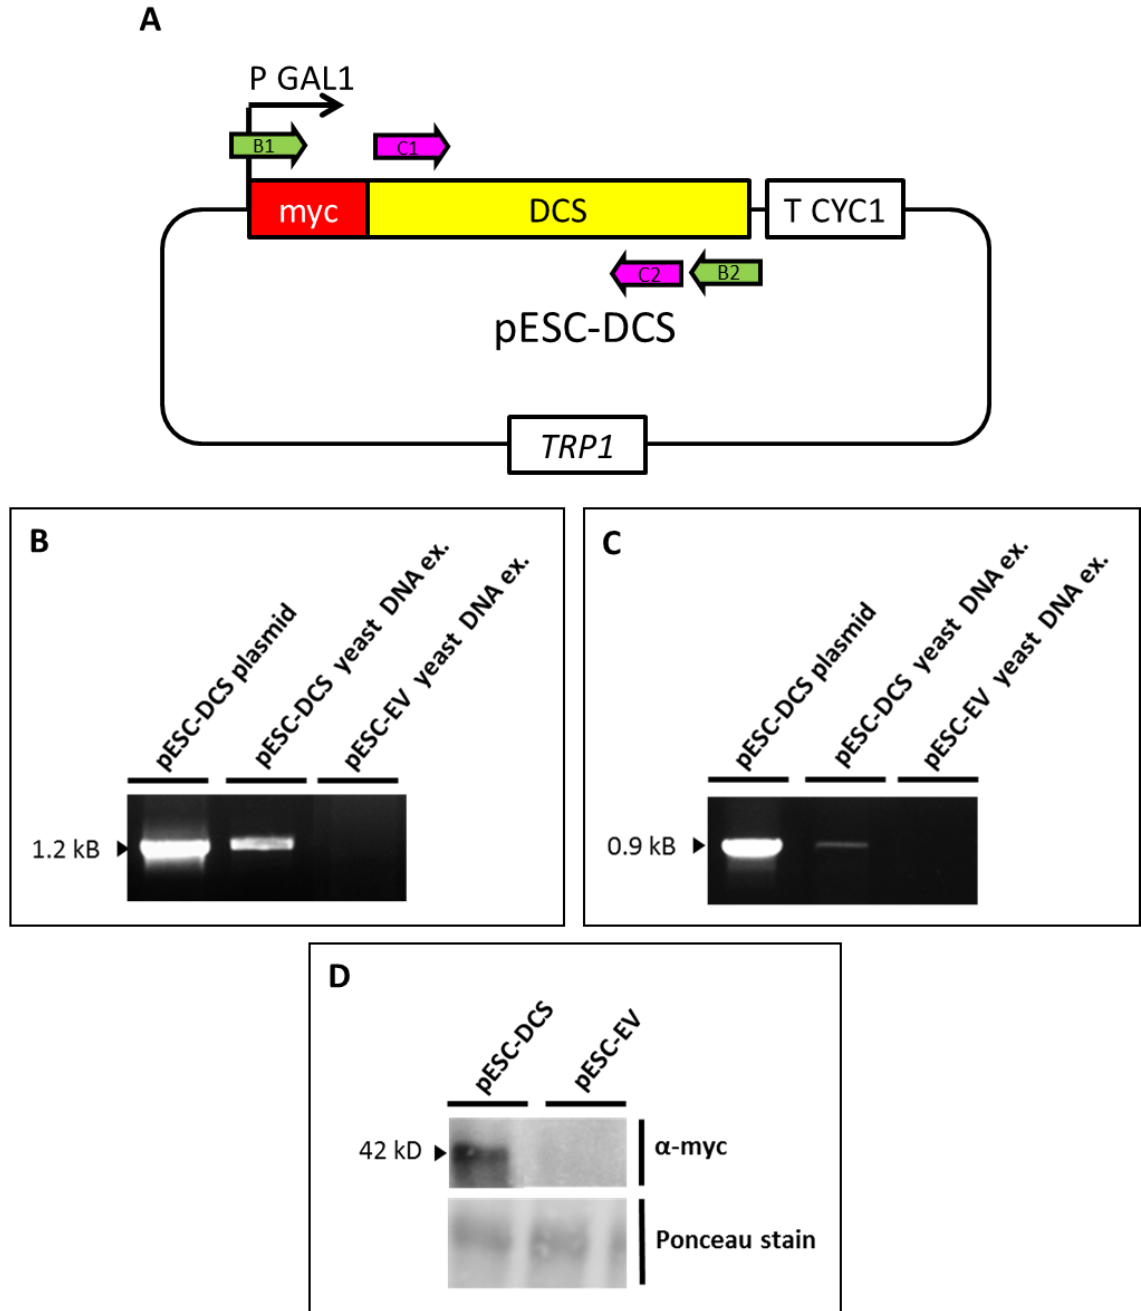 A
P GAL1
B1
C1
myc
DCS
T CYC1
C2
B2
pESC-DCS
TRP1
B
pESC-DCS plasmid
pESC-DCS yeast DNA ex.
pESC-EV yeast DNA ex.
1.2 kB
C
pESC-DCS plasmid
pESC-DCS yeast DNA ex.
pESC-EV yeast DNA ex.
0.9 kB
D
pESC-DCS
pESC-EV
42 kD
α-myc
Ponceau stain